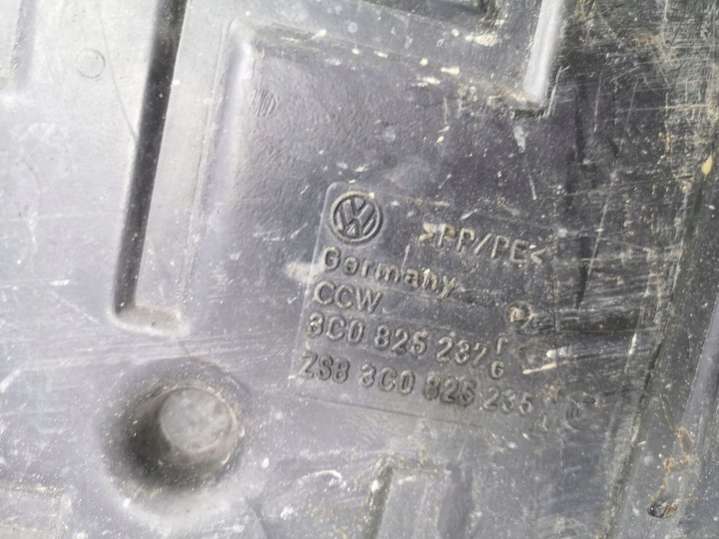 >PP/PE<
Germany
CCW
3C0 825 237
G
ZSB 3C0 825 235